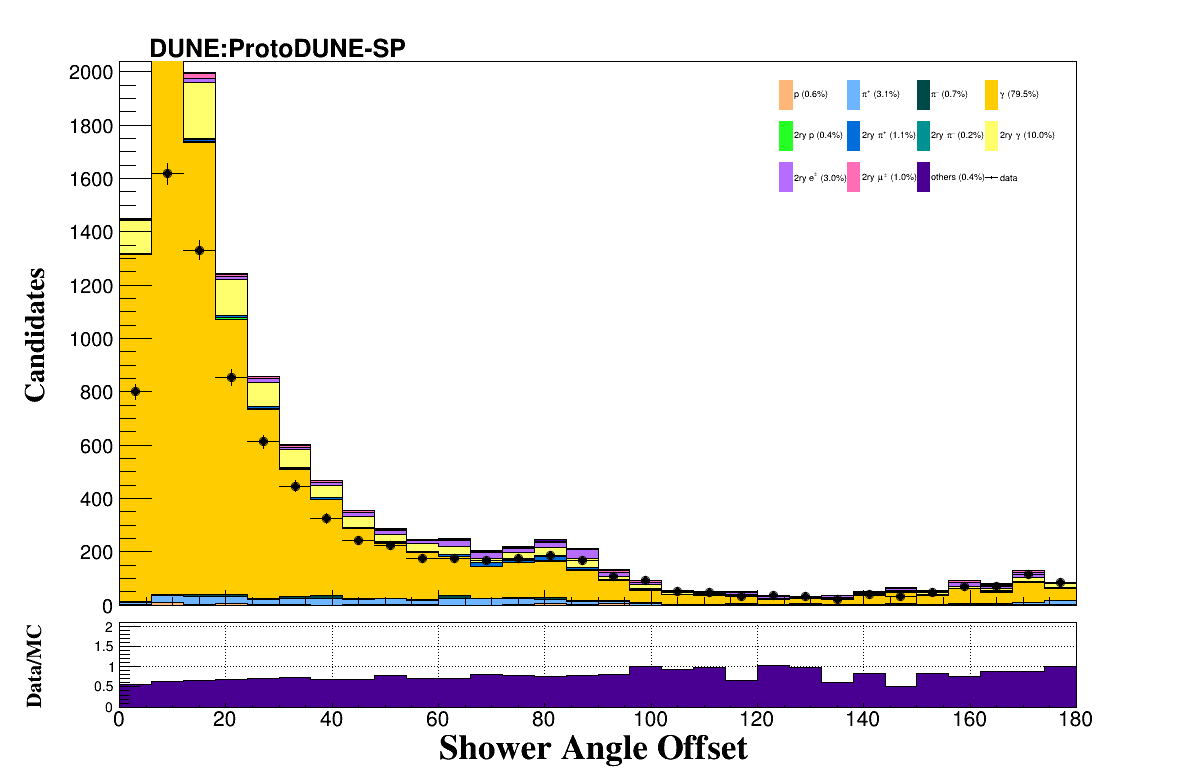 DUNE:ProtoDUNE-SP
2000
1800
1600
1400
1200
1000
800
600
400
200
0
Candidates
p (0.6%) π⁺ (3.1%) π⁻ (0.7%) γ (79.5%)
2ry p (0.4%) 2ry π⁺ (1.1%) 2ry π⁻ (0.2%) 2ry γ (10.0%)
2ry e± (3.0%) 2ry μ± (1.0%) others (0.4%) data
2
1.5
1
0.5
0
Data/MC
0 20 40 60 80 100 120 140 160 180
Shower Angle Offset